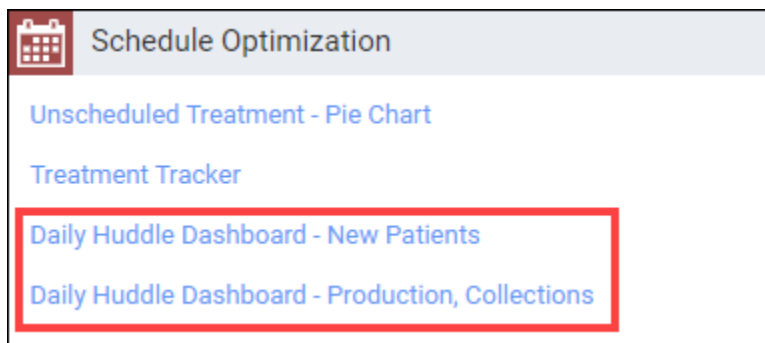 Schedule Optimization
Unscheduled Treatment - Pie Chart
Treatment Tracker
Daily Huddle Dashboard - New Patients
Daily Huddle Dashboard - Production, Collections